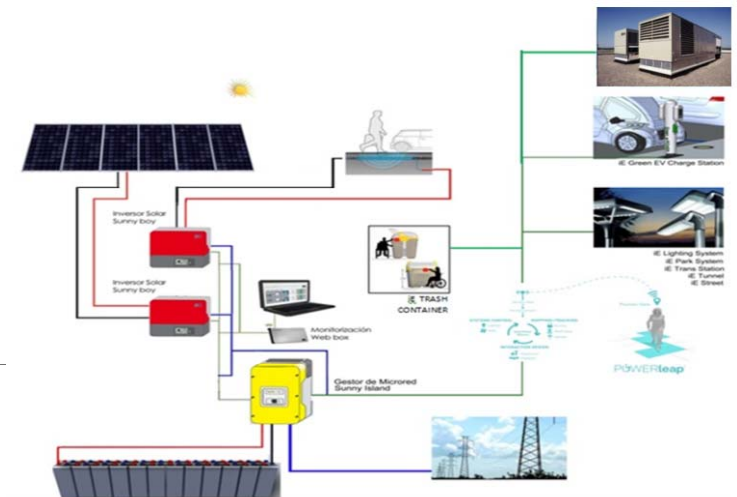 Inversor Solar
Sunny boy
Inversor Solar
Sunny boy
Monitorización
Web box
Gestor de Microred
Sunny Island
iE TRASH
CONTAINER
iE Green EV Charge Station
iE Lighting System
iE Park System
iE Trans Station
iE Tunnel
iE Street
POWERleap